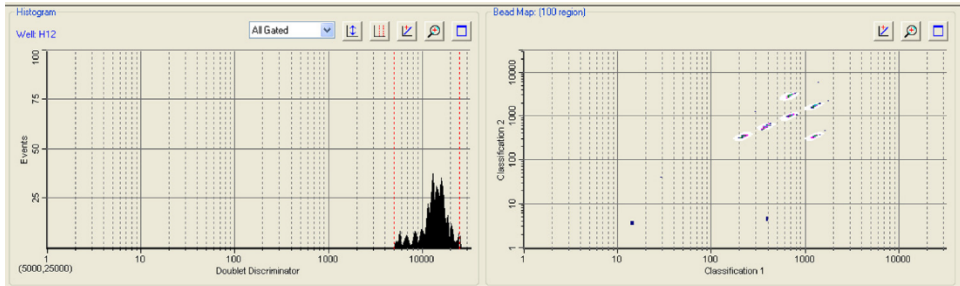 Histogram
Well: H12
All Gated
100
75
50
25
Events
1
10
100
1000
10000
(5000,25000)
Doublet Discriminator
Bead Map: (100 region)
10000
1000
100
10
1
Classification 2
1
10
100
1000
10000
Classification 1